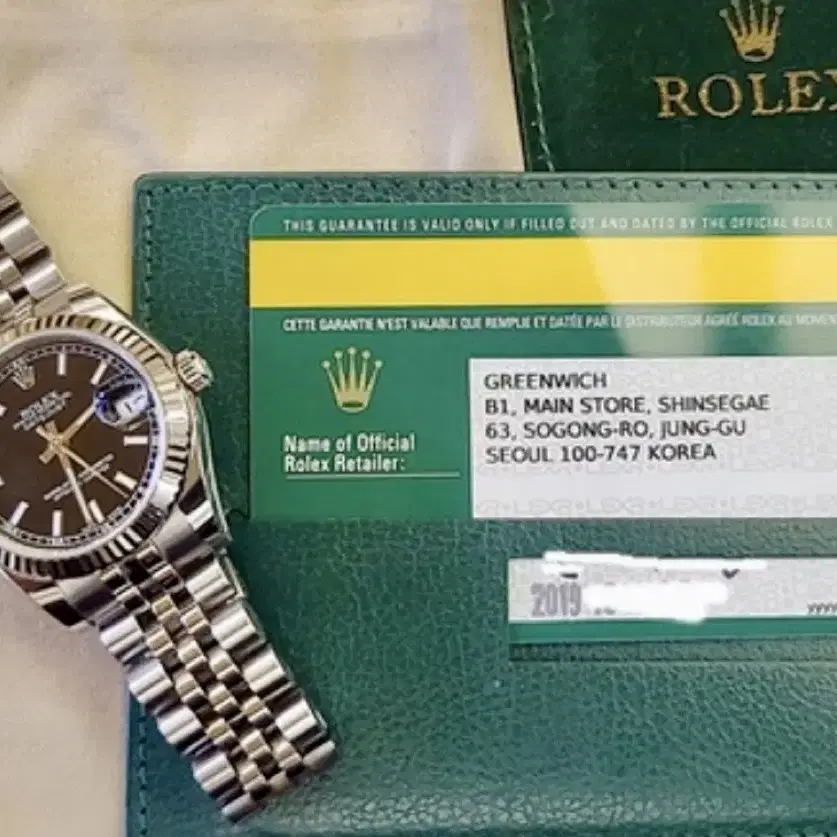 ROLEX
THIS GUARANTEE IS VALID ONLY IF FILLED OUT AND DATED BY THE OFFICIAL ROLEX
CETTE GARANTIE N'EST VALABLE QUE REMPLIE ET DATÉE PAR LE DISTRIBUTEUR AGRÉÉ ROLEX AU MOMENT
GREENWICH
B1, MAIN STORE, SHINSEGAE
63, SOGONG-RO, JUNG-GU
SEOUL 100-747 KOREA
Name of Official
Rolex Retailer:
2019
ROLEX